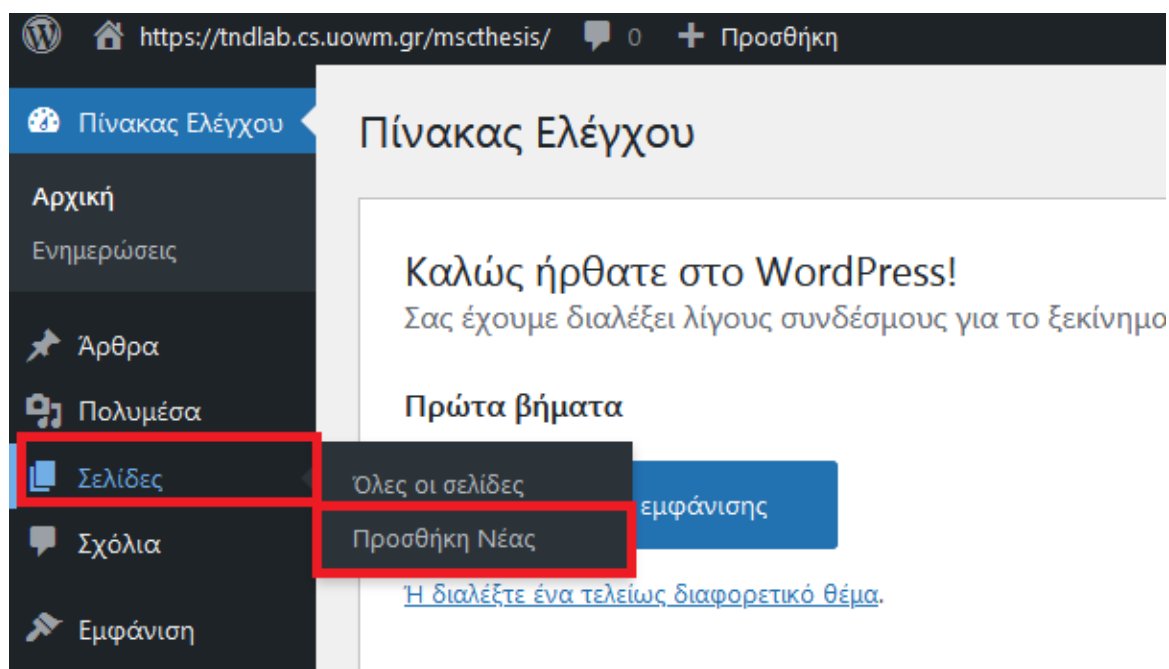 https://tndlab.cs.uowm.gr/mscthesis/ 0 + Προσθήκη
Πίνακας Ελέγχου
Αρχική
Ενημερώσεις
Άρθρα
Πολυμέσα
Σελίδες
Σχόλια
Εμφάνιση
Όλες οι σελίδες
Προσθήκη Νέας
Πίνακας Ελέγχου
Καλώς ήρθατε στο WordPress!
Σας έχουμε διαλέξει λίγους συνδέσμους για το
Πρώτα βήματα
εμφάνισης
Ή διαλέξτε ένα τελείως διαφορετικό θέμα.